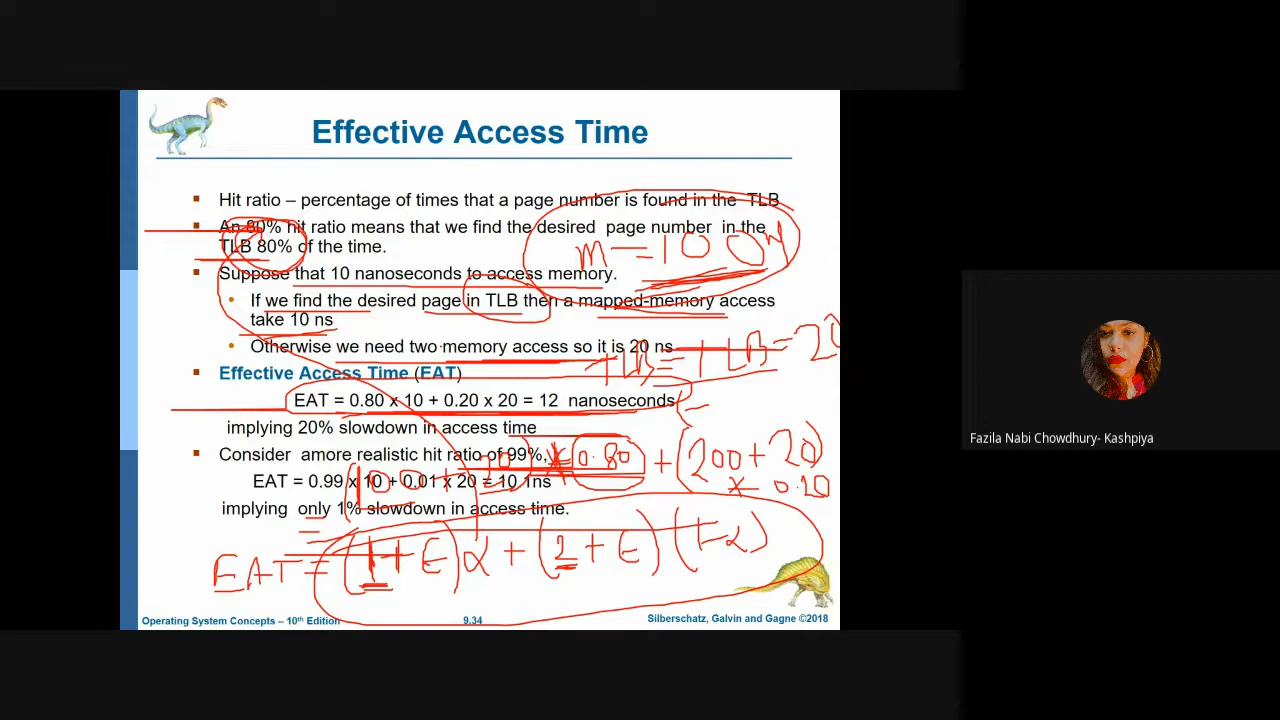 Effective Access Time
▪ Hit ratio – percentage of times that a page number is found in the TLB
▪ An 80% hit ratio means that we find the desired page number in the
TLB 80% of the time.
m = 100
▪ Suppose that 10 nanoseconds to access memory.
• If we find the desired page in TLB then a mapped-memory access
take 10 ns
• Otherwise we need two memory access so it is 20 ns
TLB = 20
▪ Effective Access Time (EAT)
EAT = 0.80 x 10 + 0.20 x 20 = 12 nanoseconds
implying 20% slowdown in access time
▪ Consider amore realistic hit ratio of 99%,
(100 + 20) * 0.80 + (200 + 20)
* 0.20
EAT = 0.99 x 10 + 0.01 x 20 = 10.1ns
implying only 1% slowdown in access time.
EAT = (1 + E) α + (2 + E) (1-α)
Operating System Concepts – 10th Edition
9.34
Silberschatz, Galvin and Gagne ©2018
Fazila Nabi Chowdhury- Kashpiya